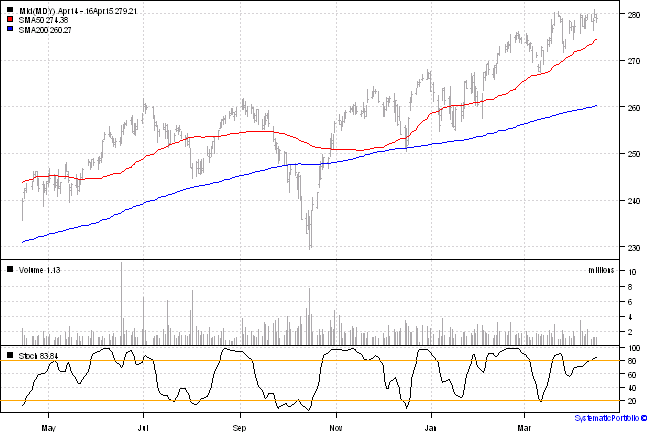 Mid(MDY) Apr14 - 16Apr15 279.21
SMA50 274.38
SMA200 260.27
280
270
260
250
240
230
Volume 1.13
millions
10
8
6
4
2
Stoch 83.84
100
80
60
40
20
May Jul Sep Nov Jan Mar
SystematicPortfolio ©